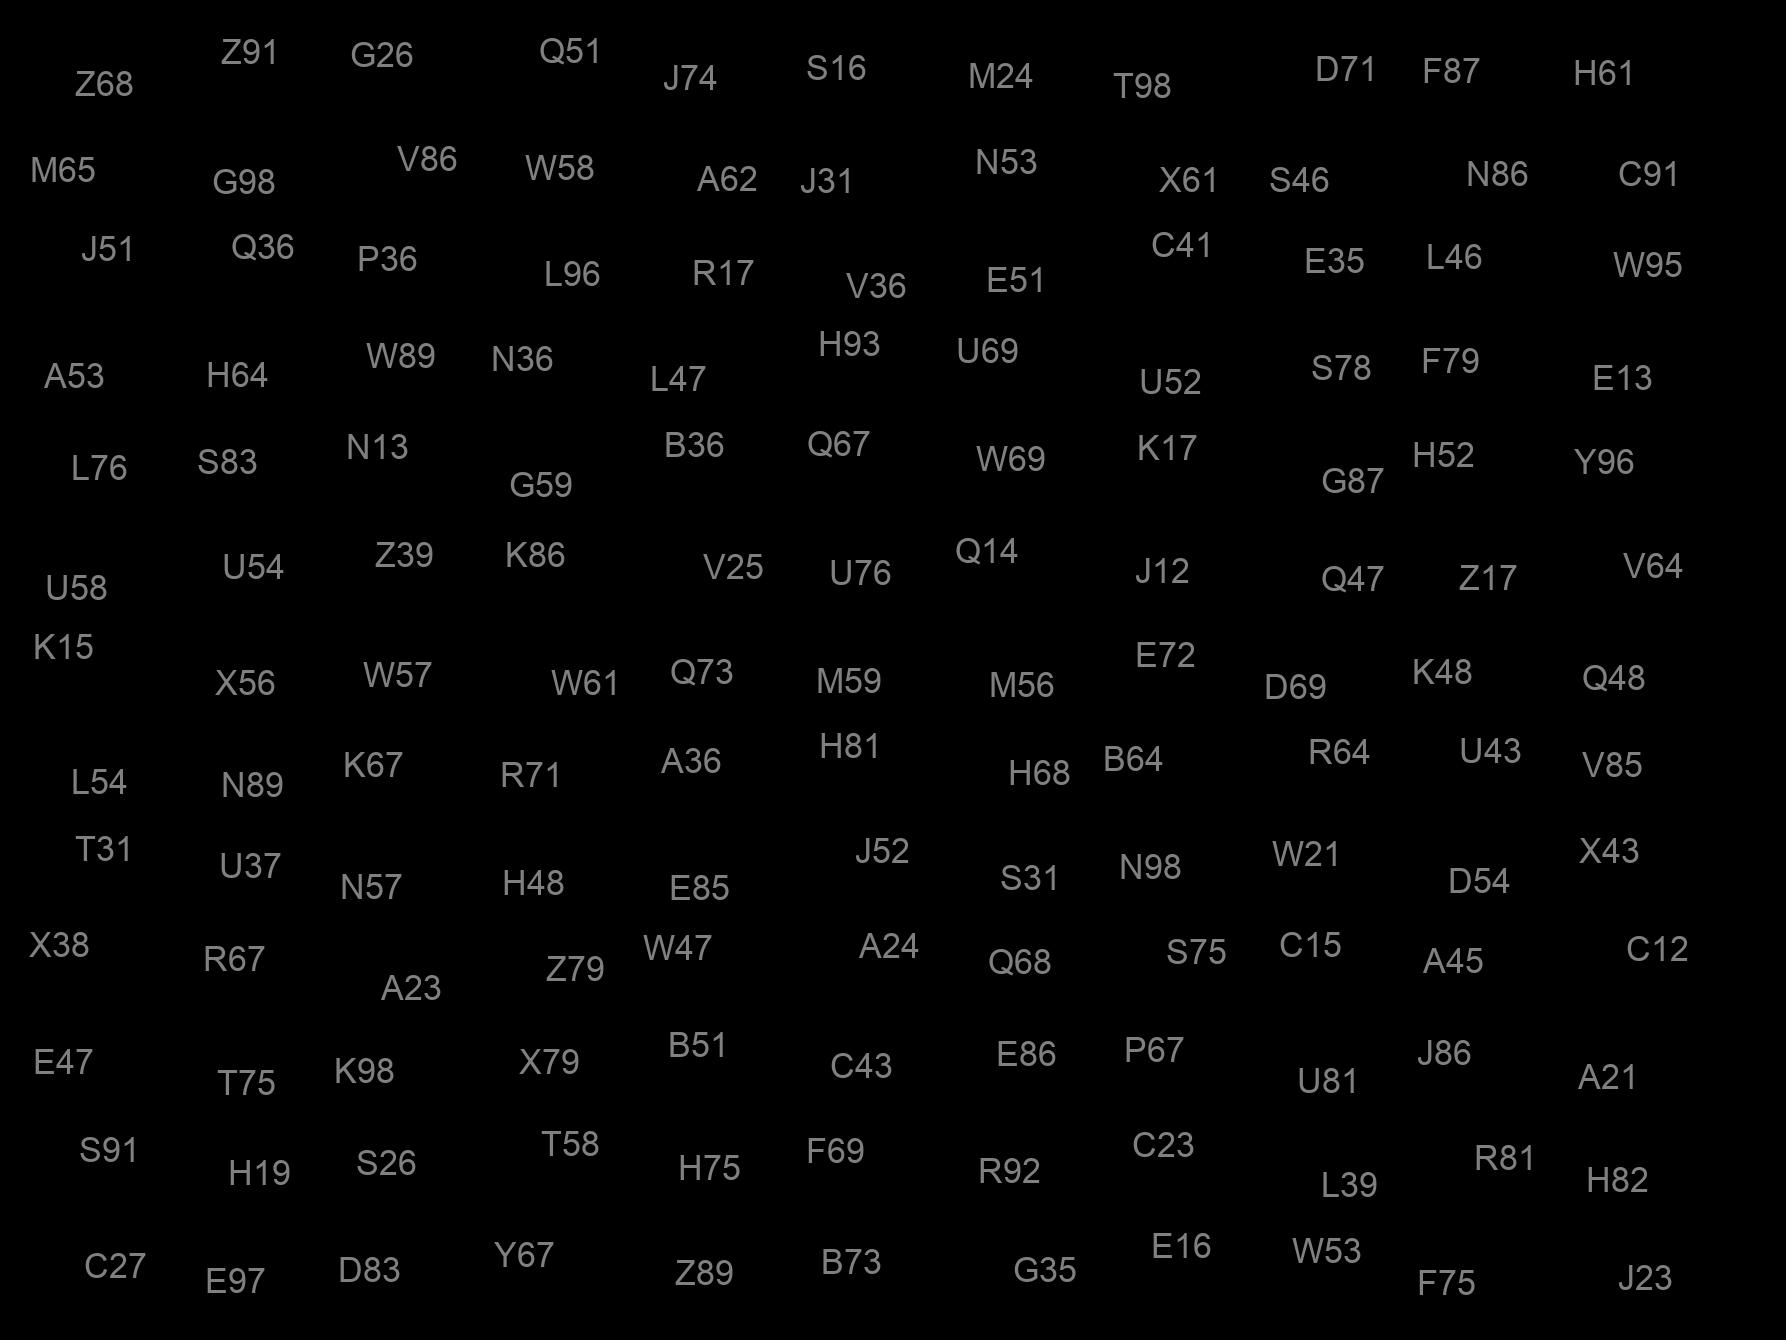 Z68 Z91 G26 Q51 J74 S16 M24 T98 D71 F87 H61
M65 G98 V86 W58 A62 J31 N53 X61 S46 N86 C91
J51 Q36 P36 L96 R17 V36 E51 C41 E35 L46 W95
A53 H64 W89 N36 L47 H93 U69 U52 S78 F79 E13
L76 S83 N13 G59 B36 Q67 W69 K17 G87 H52 Y96
U58 U54 Z39 K86 V25 U76 Q14 J12 Q47 Z17 V64
K15 X56 W57 W61 Q73 M59 M56 E72 D69 K48 Q48
L54 N89 K67 R71 A36 H81 H68 B64 R64 U43 V85
T31 U37 N57 H48 E85 J52 S31 N98 W21 D54 X43
X38 R67 A23 Z79 W47 A24 Q68 S75 C15 A45 C12
E47 T75 K98 X79 B51 C43 E86 P67 U81 J86 A21
S91 H19 S26 T58 H75 F69 R92 C23 L39 R81 H82
C27 E97 D83 Y67 Z89 B73 G35 E16 W53 F75 J23